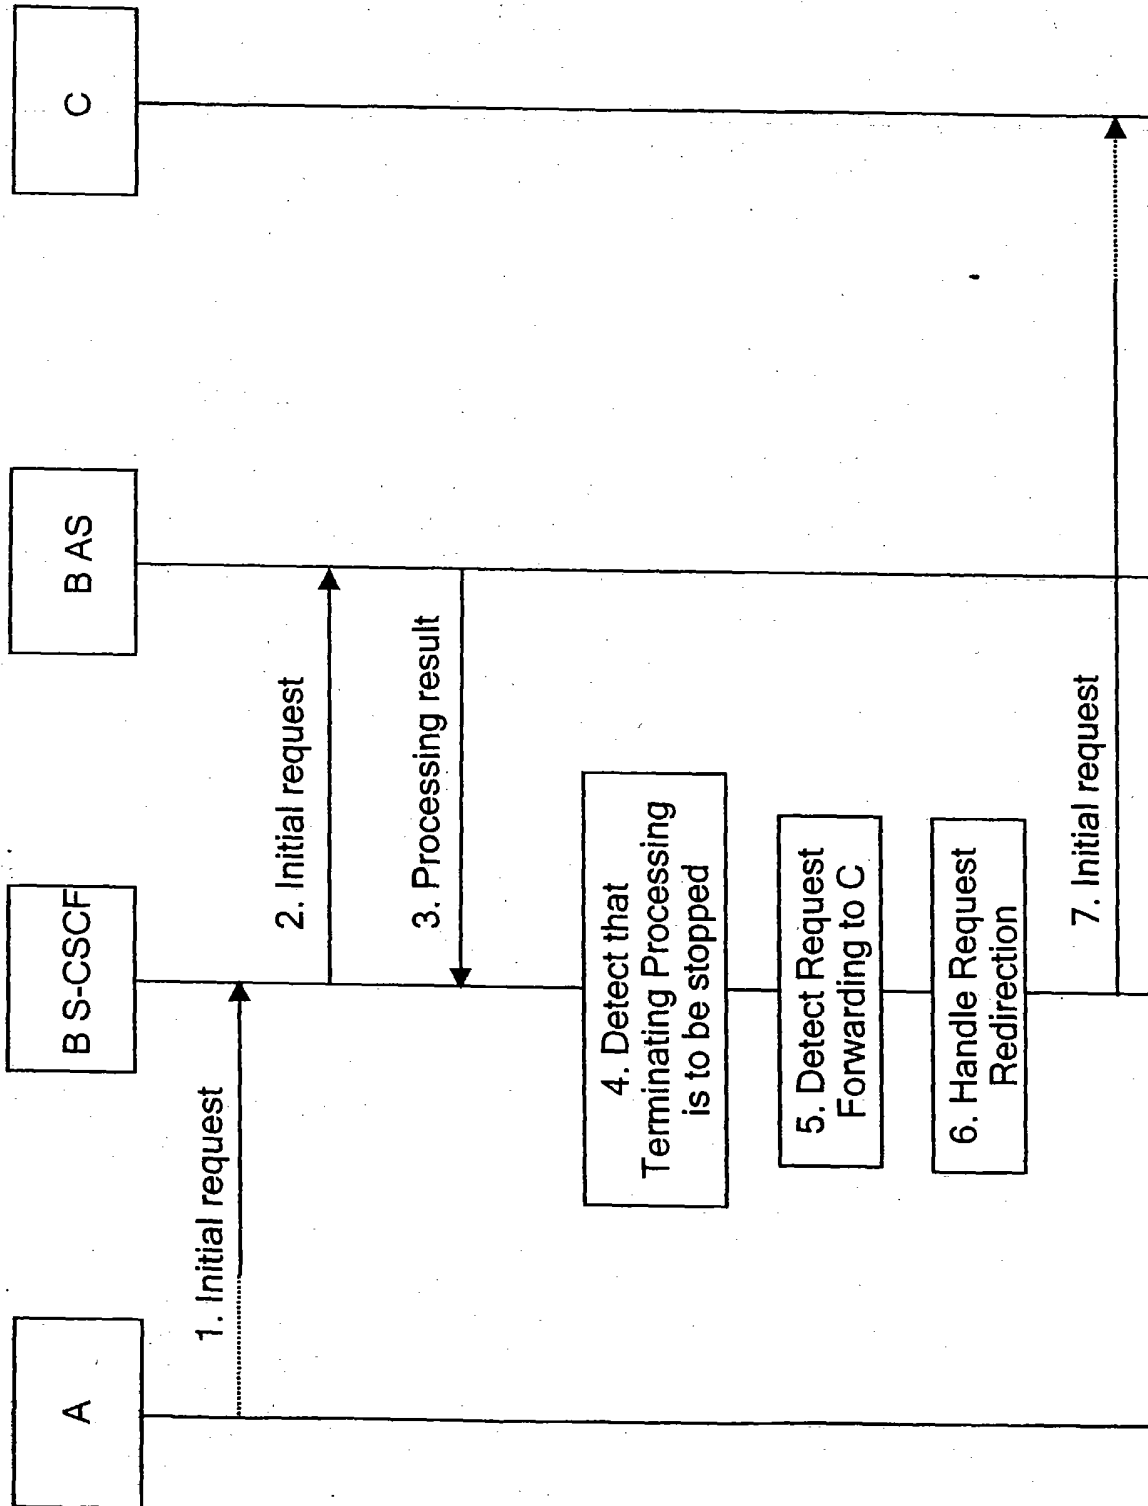 A
B S-CSCF
B AS
C
1. Initial request
2. Initial request
3. Processing result
4. Detect that
Terminating Processing
is to be stopped
5. Detect Request
Forwarding to C
6. Handle Request
Redirection
7. Initial request